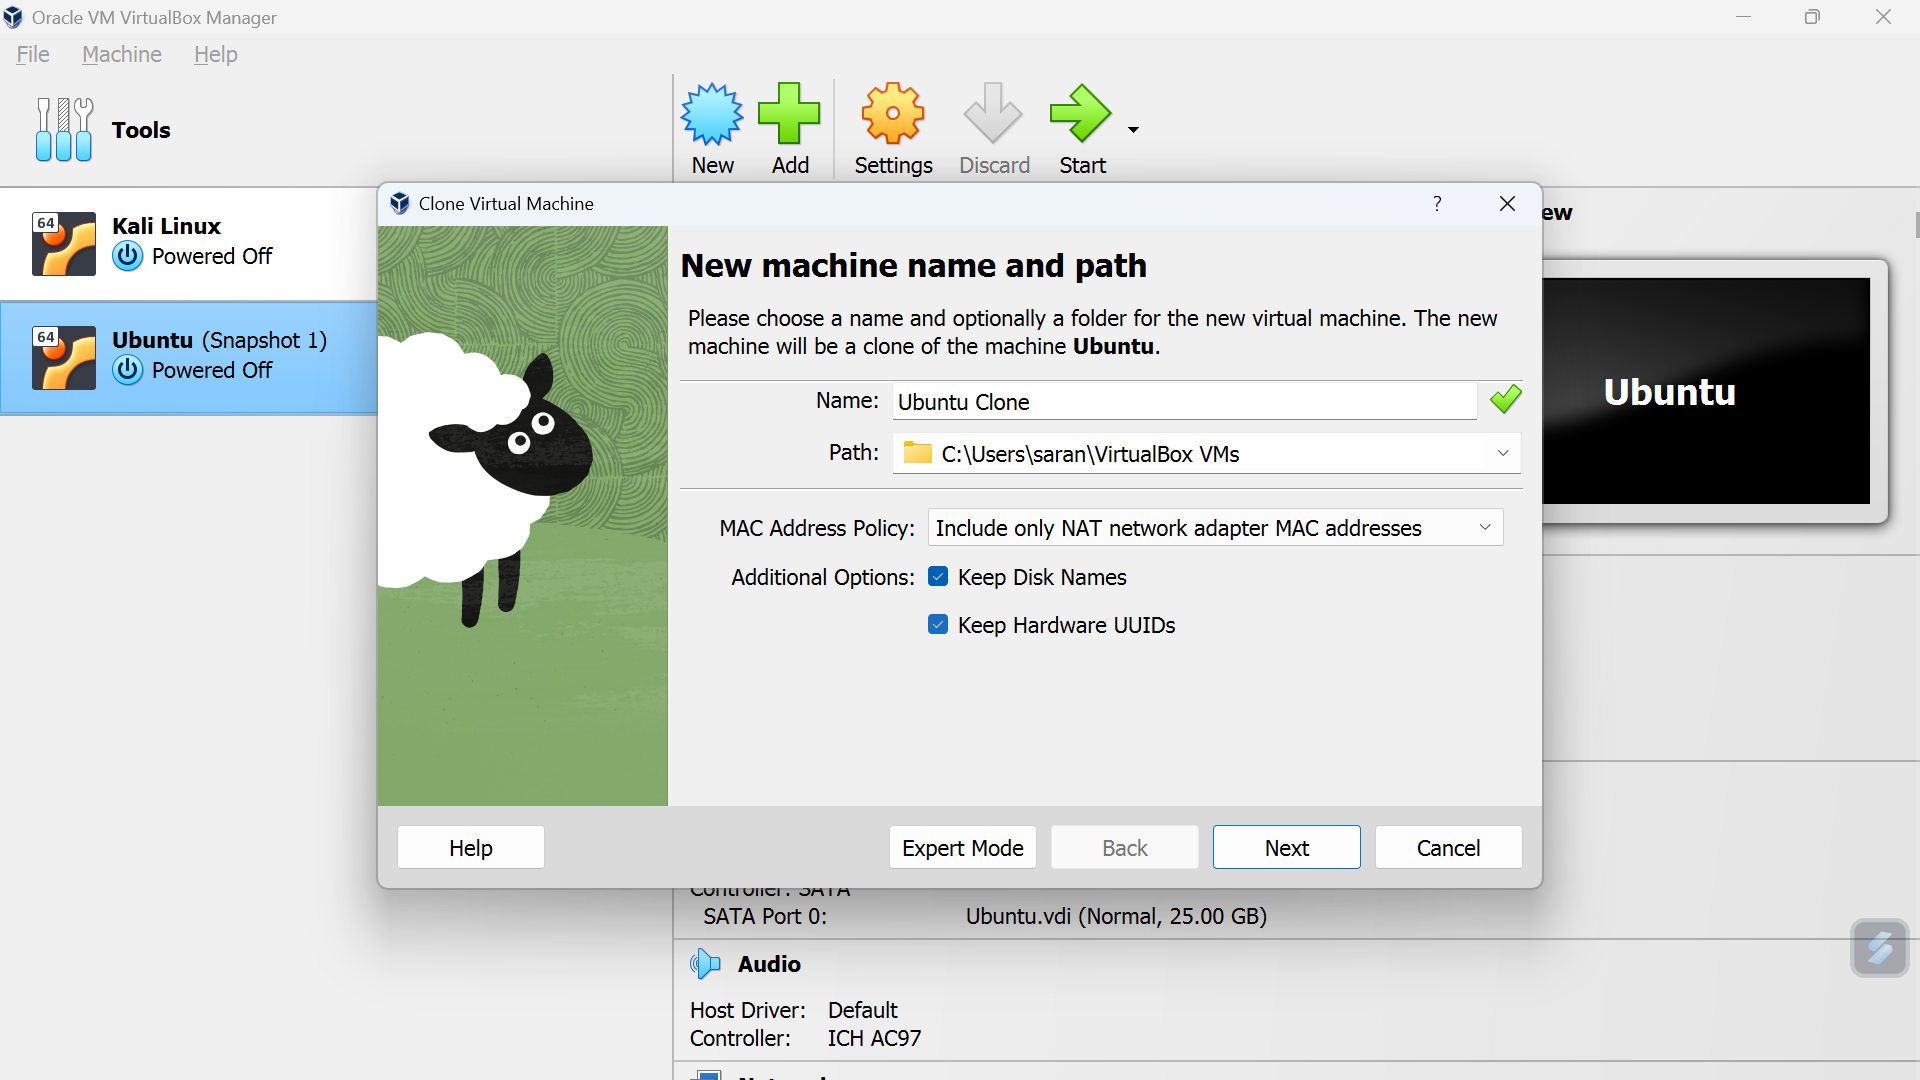 Oracle VM VirtualBox Manager
File Machine Help
Tools
New Add Settings Discard Start
64
Kali Linux
Powered Off
64
Ubuntu (Snapshot 1)
Powered Off
Clone Virtual Machine
?
New machine name and path
Please choose a name and optionally a folder for the new virtual machine. The new
machine will be a clone of the machine Ubuntu.
Name: Ubuntu Clone
Path: C:\Users\saran\VirtualBox VMs
MAC Address Policy: Include only NAT network adapter MAC addresses
Additional Options: Keep Disk Names
Keep Hardware UUIDs
Help Expert Mode Back Next Cancel
ew
Ubuntu
Controller: SATA
SATA Port 0: Ubuntu.vdi (Normal, 25.00 GB)
Audio
Host Driver: Default
Controller: ICH AC97